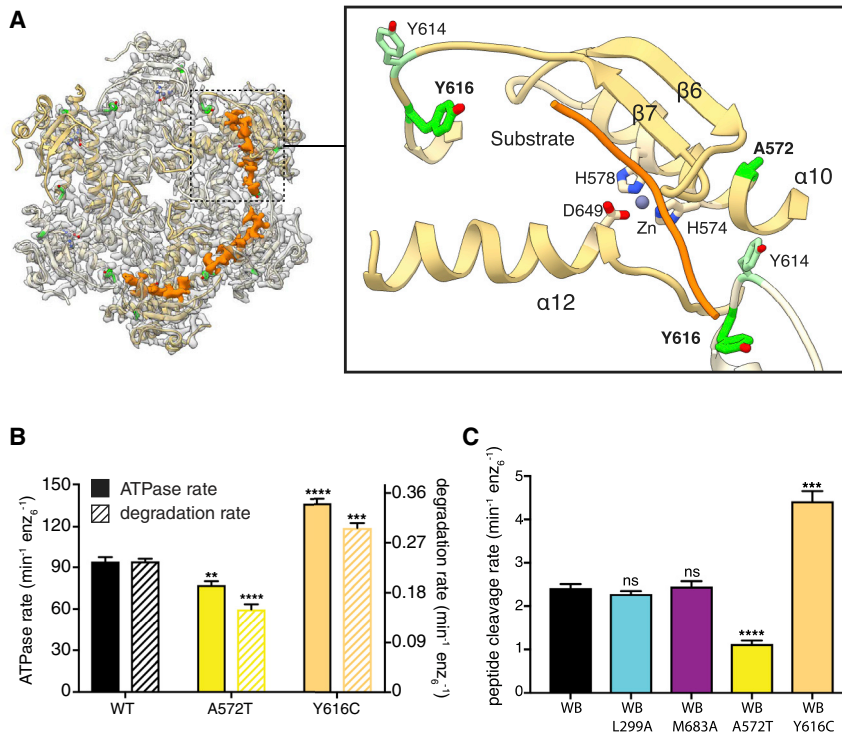 A
Y614
Y616
Substrate
β7
β6
A572
α10
H578
D649
Zn
H574
Y614
α12
Y616
B
ATPase rate (min⁻¹ enz₆⁻¹)
150
120
90
60
30
0
ATPase rate
degradation rate
**
****
****
***
0.36
0.27
0.18
0.09
0
degradation rate (min⁻¹ enz₆⁻¹)
WT
A572T
Y616C
C
peptide cleavage rate (min⁻¹ enz₆⁻¹)
5
4
3
2
1
0
ns
ns
****
***
WB
WB
L299A
WB
M683A
WB
A572T
WB
Y616C